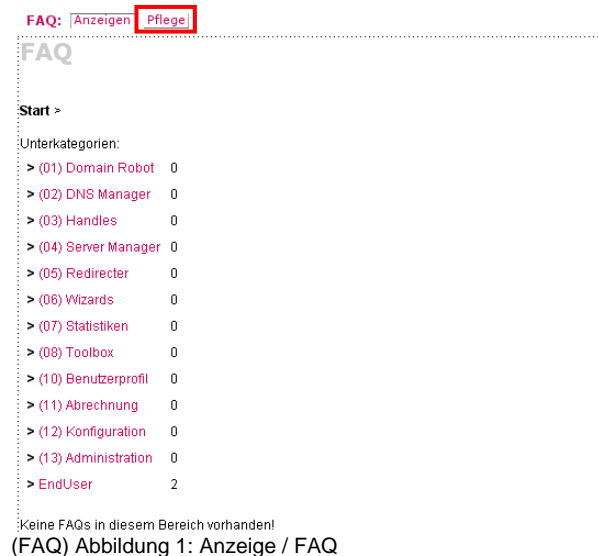 FAQ: Anzeigen Pflege
FAQ
Start >
Unterkategorien:
> (01) Domain Robot 0
> (02) DNS Manager 0
> (03) Handles 0
> (04) Server Manager 0
> (05) Redirecter 0
> (06) Wizards 0
> (07) Statistiken 0
> (08) Toolbox 0
> (10) Benutzerprofil 0
> (11) Abrechnung 0
> (12) Konfiguration 0
> (13) Administration 0
> EndUser 2
Keine FAQs in diesem Bereich vorhanden!
(FAQ) Abbildung 1: Anzeige / FAQ